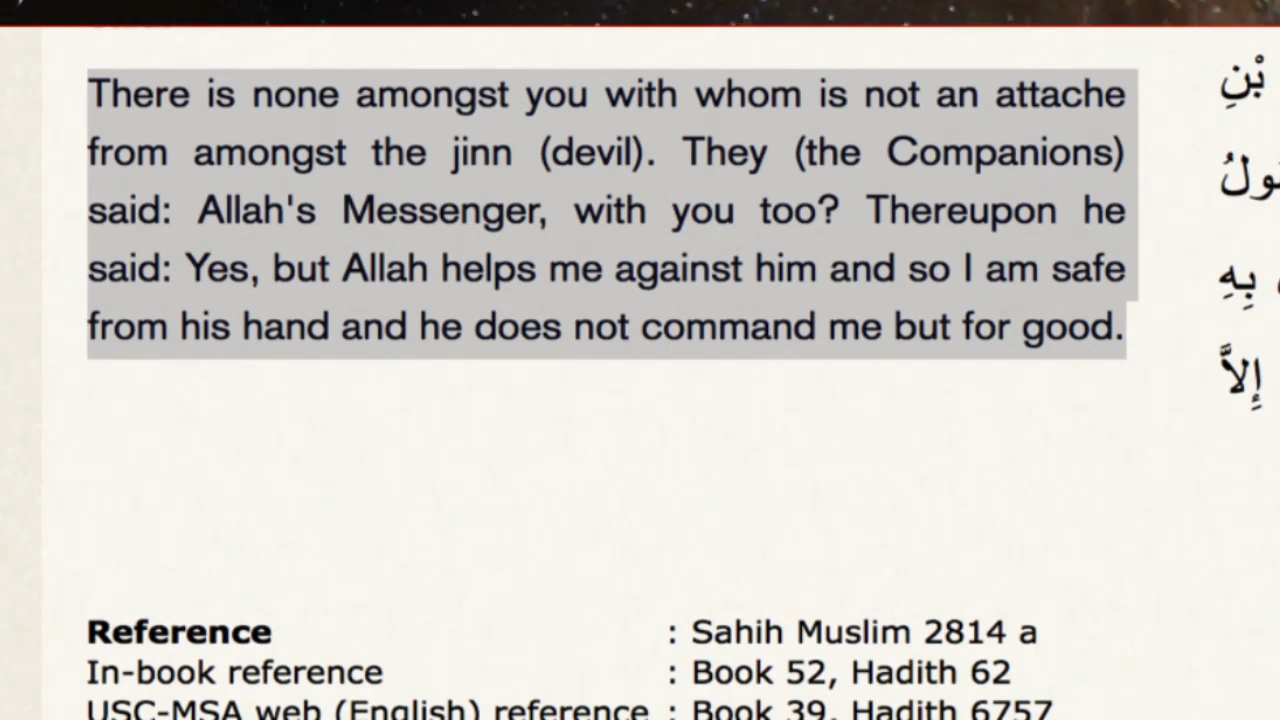 There is none amongst you with whom is not an attache
from amongst the jinn (devil). They (the Companions)
said: Allah's Messenger, with you too? Thereupon he
said: Yes, but Allah helps me against him and so I am safe
from his hand and he does not command me but for good.
بْنِ
بِهِ
إِلاَّ
Reference : Sahih Muslim 2814 a
In-book reference : Book 52, Hadith 62
USC-MSA web (English) reference : Book 39, Hadith 6757